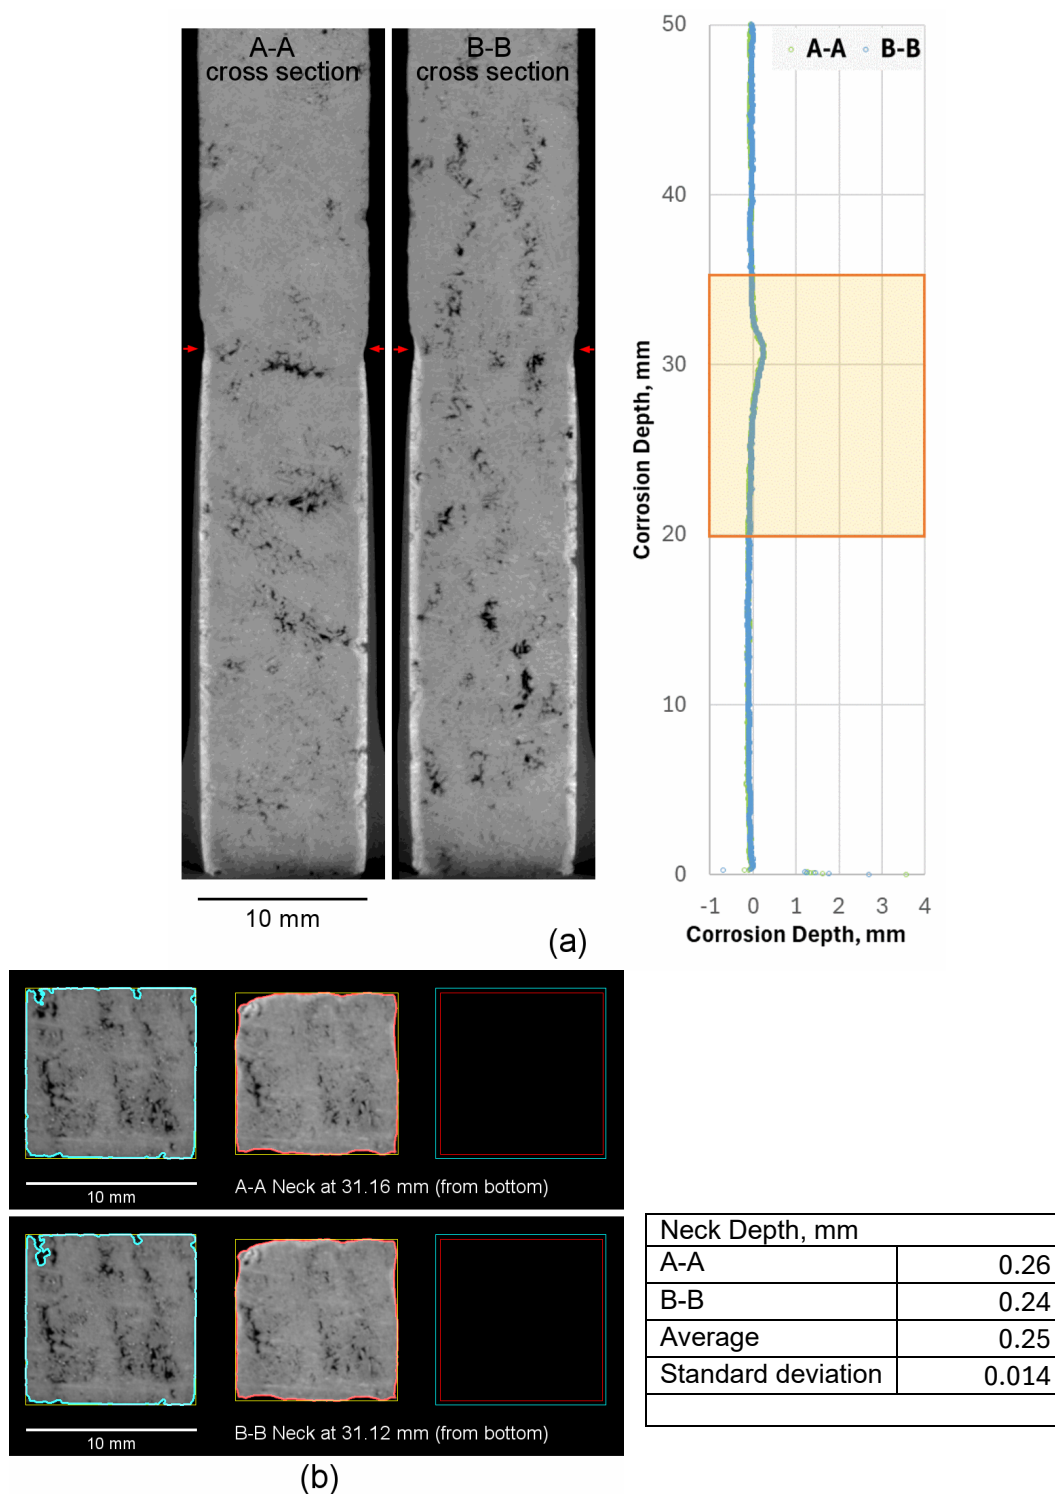 A-A
cross section
B-B
cross section
10 mm
(a)
A-A B-B
50
40
30
20
10
0
Corrosion Depth, mm
-1 0 1 2 3 4
Corrosion Depth, mm
10 mm
A-A Neck at 31.16 mm (from bottom)
10 mm
B-B Neck at 31.12 mm (from bottom)
(b)
Neck Depth, mm
A-A 0.26
B-B 0.24
Average 0.25
Standard deviation 0.014